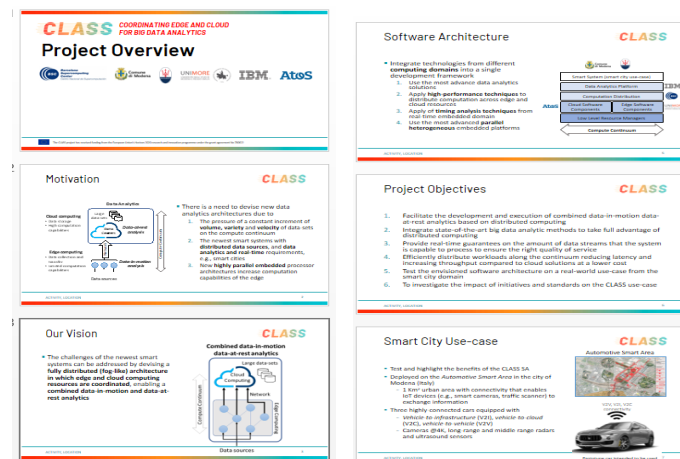 CLASS COORDINATING EDGE AND CLOUD
FOR BIG DATA ANALYTICS
Project Overview
Comune di Modena
UNIMORE
IBM
Atos
2
Motivation
CLASS
Cloud computing
Edge computing
Data Analytics
Data-at-rest
analysis
Data-in-motion
analysis
Data sources
There is a need to devise new data
analytics architectures due to
1. The pressure of a constant increment of
volume, variety and velocity of data sets
on the compute continuum
2. The newest smart systems with
distributed data sources, and data
analytics and real-time requirements,
e.g., smart cities
3. New highly parallel embedded processor
architectures increase computation
capabilities of the edge
3
Our Vision
CLASS
The challenges of the newest smart
systems can be addressed by devising a
fully distributed (fog-like) architecture
in which edge and cloud computing
resources are coordinated, enabling a
combined data-in-motion and data-at-
rest analytics
Combined data-in-motion
data-at-rest analytics
Large data sets
Cloud
Computing
Network
Compute Continuum
Edge Computing
Data sources
Software Architecture
CLASS
Integrate technologies from different
computing domains into a single
development framework
1. Use the most advance data analytics
solutions
2. Apply high-performance techniques to
distribute computation across edge and
cloud resources
3. Apply of timing analysis techniques from
real-time embedded domain
4. Use the most advanced parallel
heterogeneous embedded platforms
Smart System (smart city use-case)
Data Analytics Platform
IBM
Computation Distribution
Atos
Cloud Software
Components
Edge Software
Components
Low Level Resource Managers
Compute Continuum
Project Objectives
CLASS
1. Facilitate the development and execution of combined data-in-motion data-
at-rest analytics based on distributed computing
2. Integrate state-of-the-art big data analytic methods to take full advantage of
distributed computing
3. Provide real-time guarantees on the amount of data streams that the system
is capable to process to ensure the right quality of service
4. Efficiently distribute workloads along the continuum reducing latency and
increasing throughput compared to cloud solutions at a lower cost
5. Test the envisioned software architecture on a real-world use-case from the
smart city domain
6. To investigate the impact of initiatives and standards on the CLASS use-case
Smart City Use-case
CLASS
Automotive Smart Area
Test and highlight the benefits of the CLASS SA
Deployed on the Automotive Smart Area in the city of
Modena (Italy)
- 1 Km² urban area with connectivity that enables
IoT devices (e.g., smart cameras, traffic scanner) to
exchange information
Three highly connected cars equipped with
- Vehicle-to-infrastructure (V2I), vehicle to cloud
(V2C), vehicle to vehicle (V2V)
- Cameras @4K, long range and middle range radars
and ultrasound sensors
connectivity